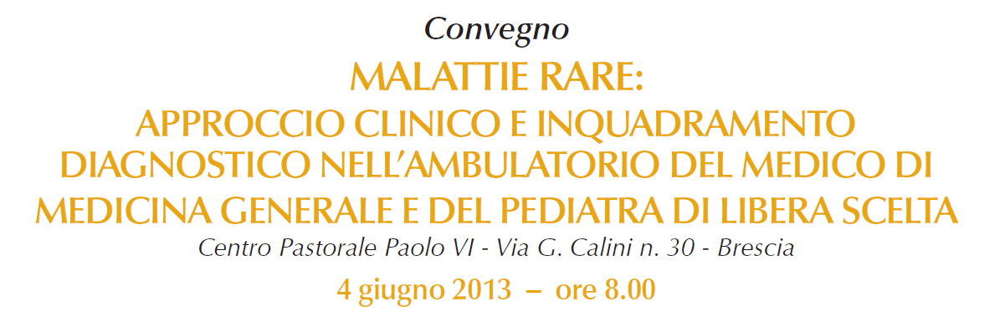 Convegno
MALATTIE RARE:
APPROCCIO CLINICO E INQUADRAMENTO
DIAGNOSTICO NELL’AMBULATORIO DEL MEDICO DI
MEDICINA GENERALE E DEL PEDIATRA DI LIBERA SCELTA
Centro Pastorale Paolo VI - Via G. Calini n. 30 - Brescia
4 giugno 2013 – ore 8.00